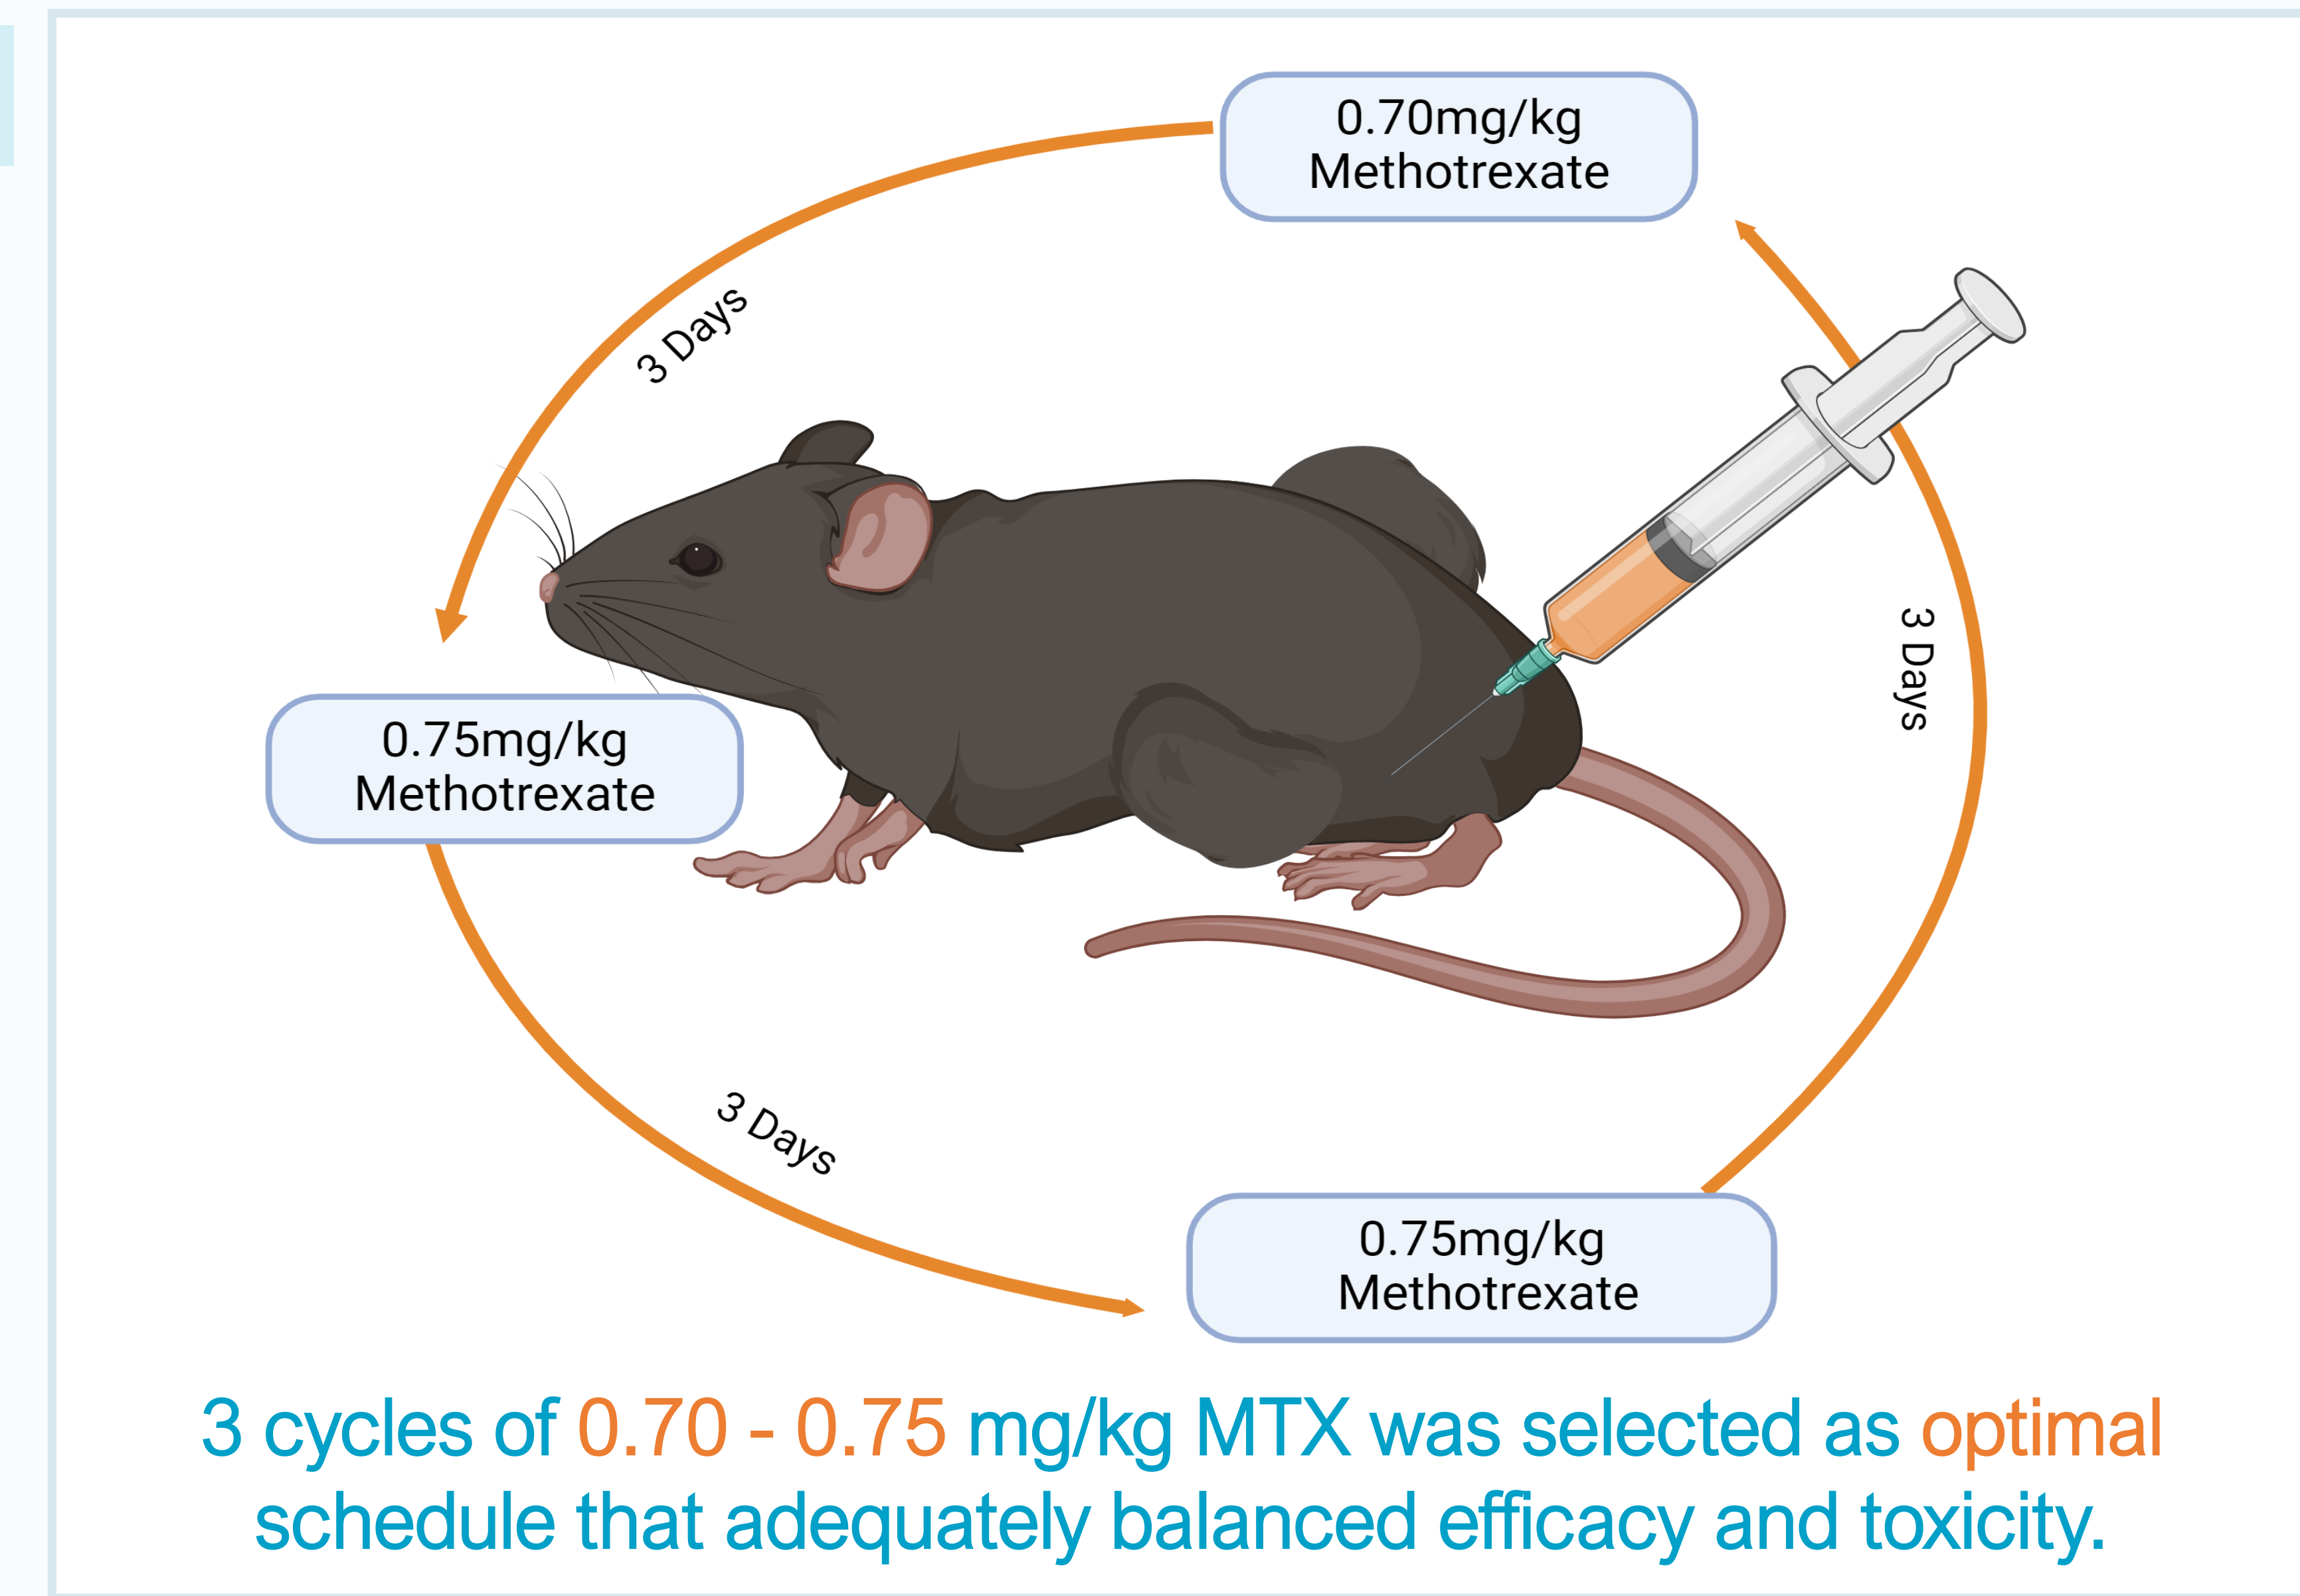 0.70mg/kg
Methotrexate
3 Days
3 Days
0.75mg/kg
Methotrexate
3 Days
0.75mg/kg
Methotrexate
3 cycles of 0.70 - 0.75 mg/kg MTX was selected as optimal
schedule that adequately balanced efficacy and toxicity.